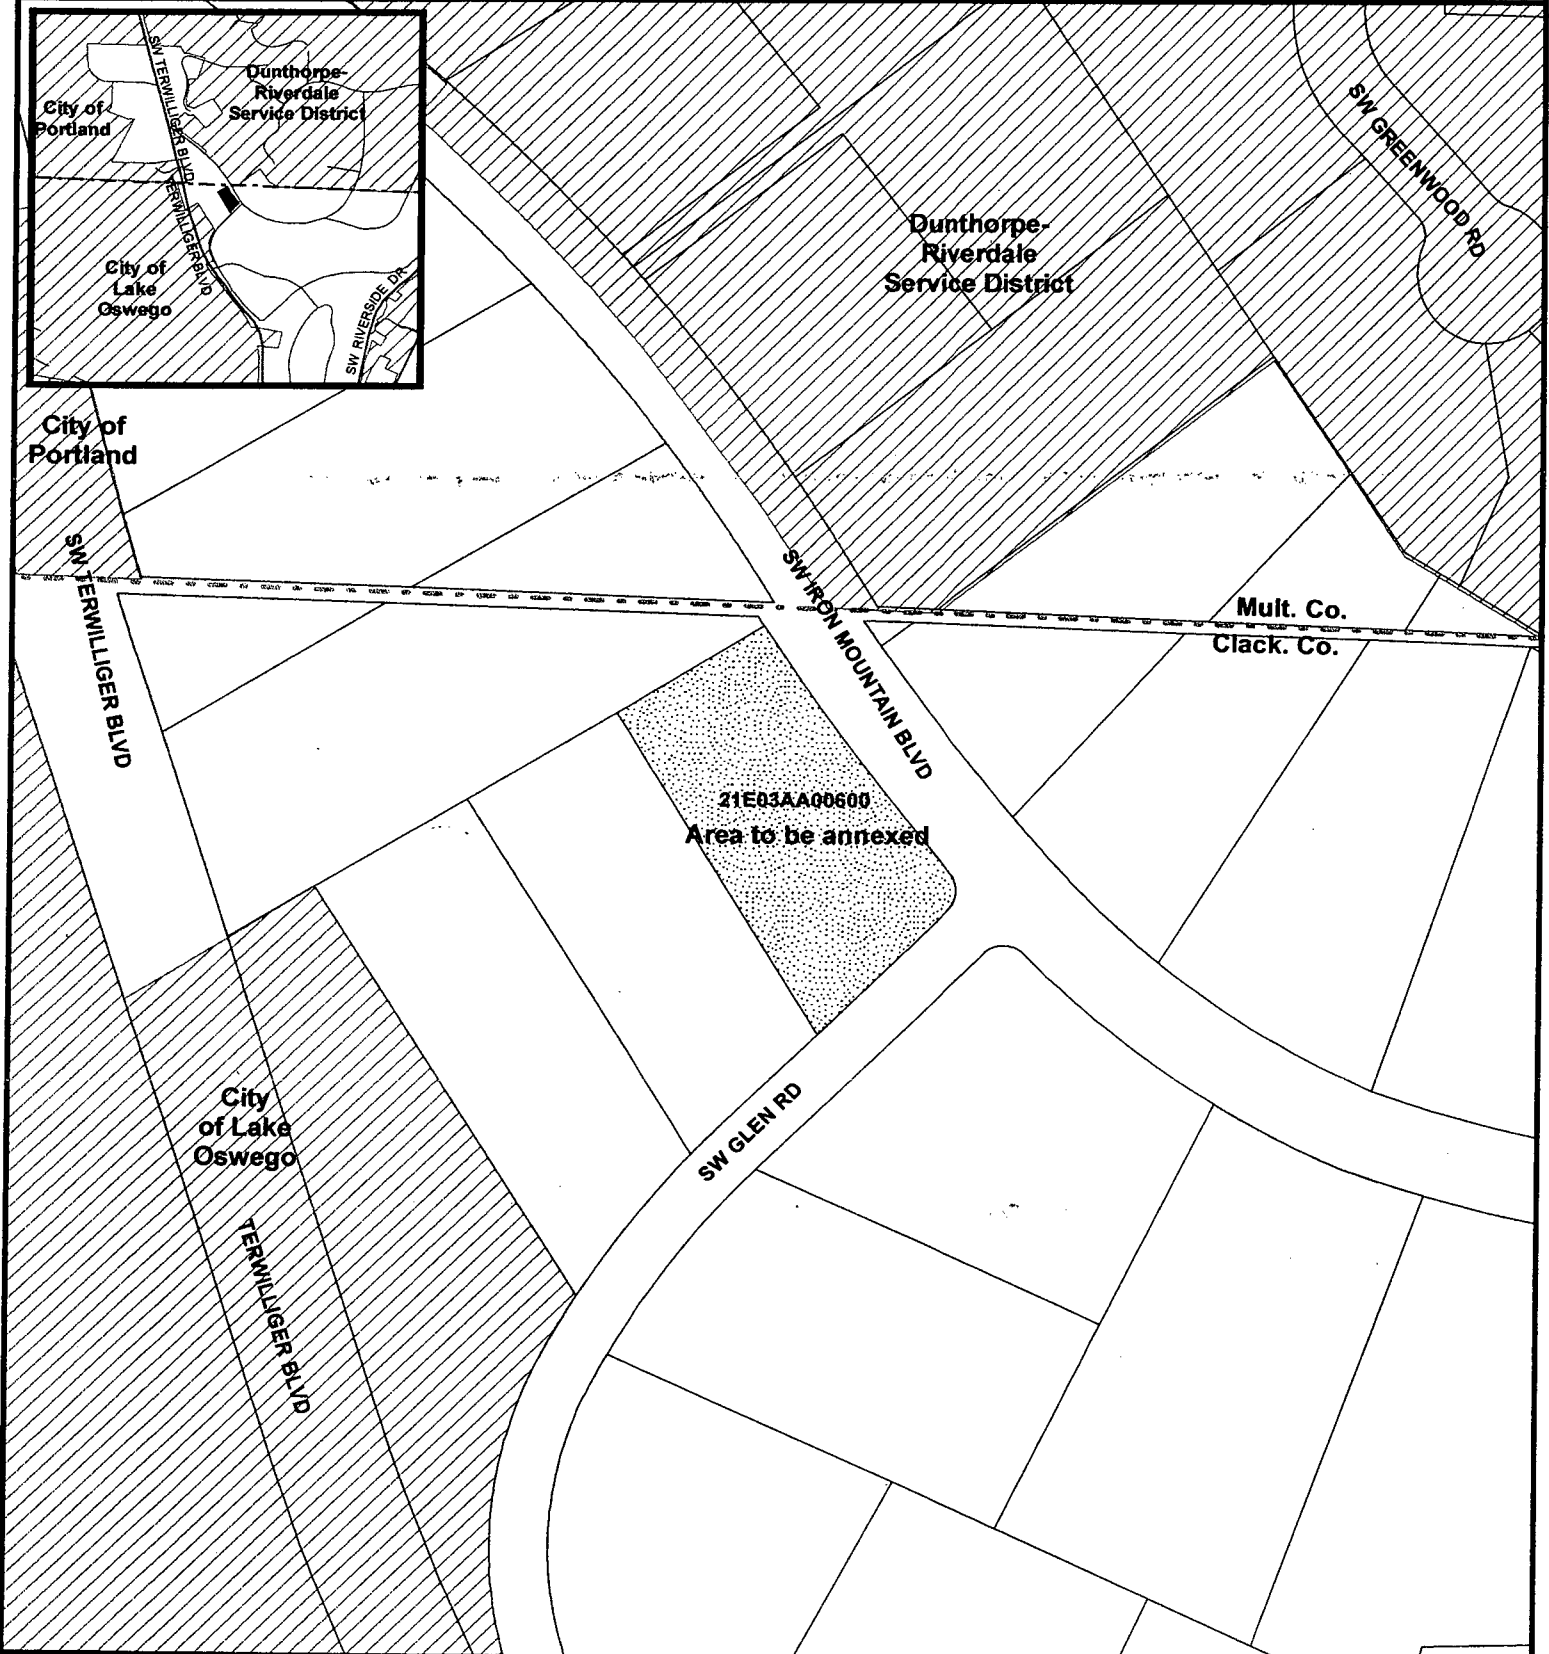 SW TERWILLIGER BLVD
Dunthorpe-
Riverdale
Service District
City of
Portland
TERWILLIGER BLVD
City of
Lake
Oswego
SW RIVERSIDE DR
SW GREENWOOD RD
Dunthorpe-
Riverdale
Service District
City of
Portland
SW TERWILLIGER BLVD
SW IRON MOUNTAIN BLVD
Mult. Co.
Clack. Co.
21E03AA00600
Area to be annexed
City
of Lake
Oswego
SW GLEN RD
TERWILLIGER BLVD